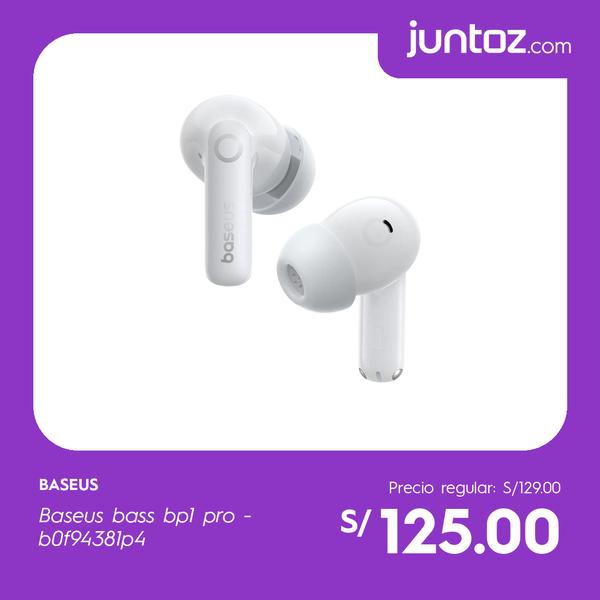 juntoz.com
baseus
BASEUS
Baseus bass bp1 pro -
b0f94381p4
Precio regular: S/129.00
S/125.00